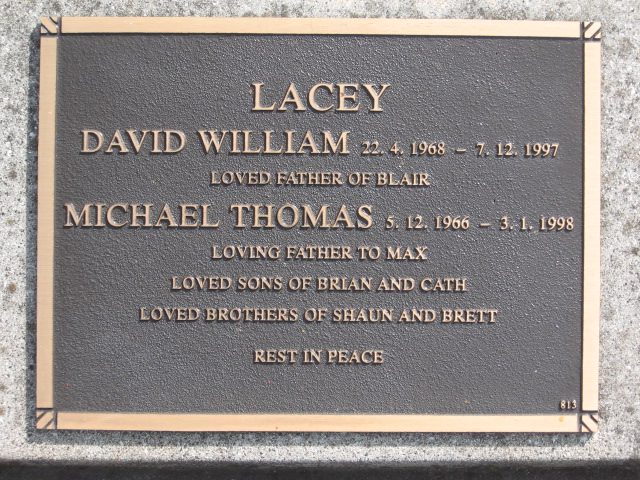 LACEY
DAVID WILLIAM 22. 4. 1968 – 7. 12. 1997
LOVED FATHER OF BLAIR
MICHAEL THOMAS 5. 12. 1966 – 3. 1. 1998
LOVING FATHER TO MAX
LOVED SONS OF BRIAN AND CATH
LOVED BROTHERS OF SHAUN AND BRETT
REST IN PEACE
813